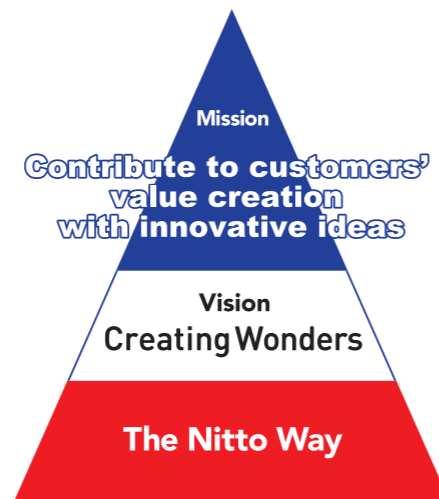 Mission
Contribute to customers’
value creation
with innovative ideas
Vision
Creating Wonders
The Nitto Way